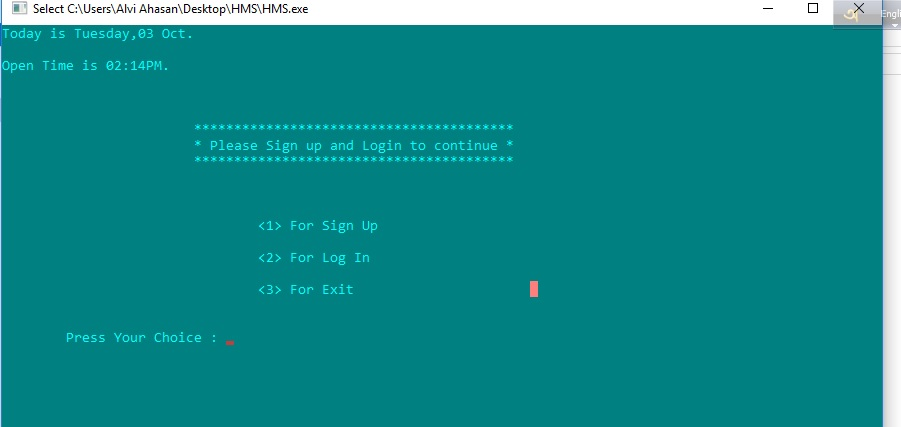 Select C:\Users\Alvi Ahasan\Desktop\HMS\HMS.exe
অ
Engli
Today is Tuesday,03 Oct.
Open Time is 02:14PM.
****************************************
* Please Sign up and Login to continue *
****************************************
<1> For Sign Up
<2> For Log In
<3> For Exit
Press Your Choice :